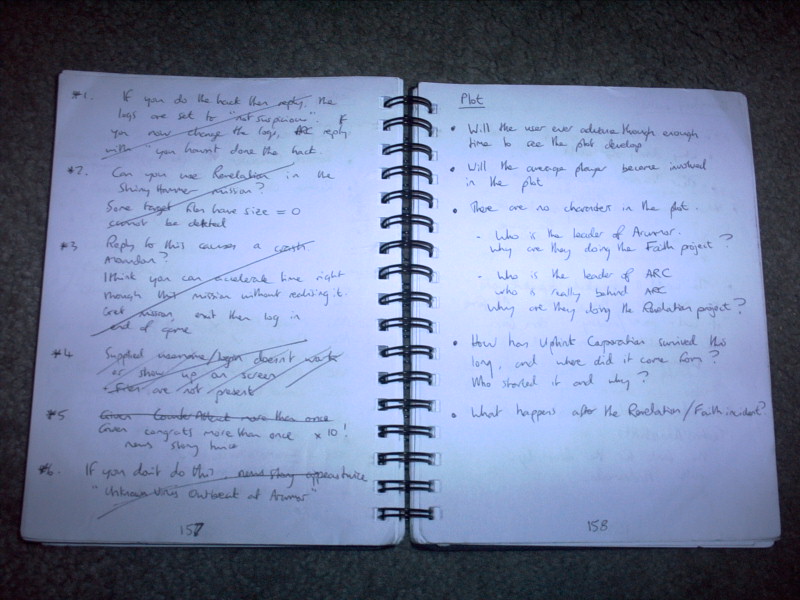 #1. If you do the hack then reply, the
logs are set to "not suspicious". If
you now change the logs, ARC reply
with "you haven't done the hack.
#2. Can you use Revelation in the
Shiny Hammer mission?
Some target files have size = 0
cannot be deleted
#3 Reply to this causes a
Abandon?
I think you can accelerate time right
through this mission without realising it.
Get mission, exit then log in
end of game
#4 Supplied username/login doesn't work
or show up on screen
• Files are not present
#5 Given Counter Attack more than once
Given congrats more than once x10!
news story twice
#6. If you don't do this, news story appears twice
"Unknown Virus Outbreak at Arunmor"
157
Plot
• Will the user ever advance through enough
time to see the plot develop
• Will the average player become involved
in the plot
• There are no characters in the plot.
- Who is the leader of Arunmor.
why are they doing the Faith project?
- Who is the leader of ARC
who is really behind ARC
why are they doing the Revelation project?
• How has Uplink Corporation survived this
long, and where did it come from?
Who started it and why?
• What happens after the Revelation/Faith incident?
158